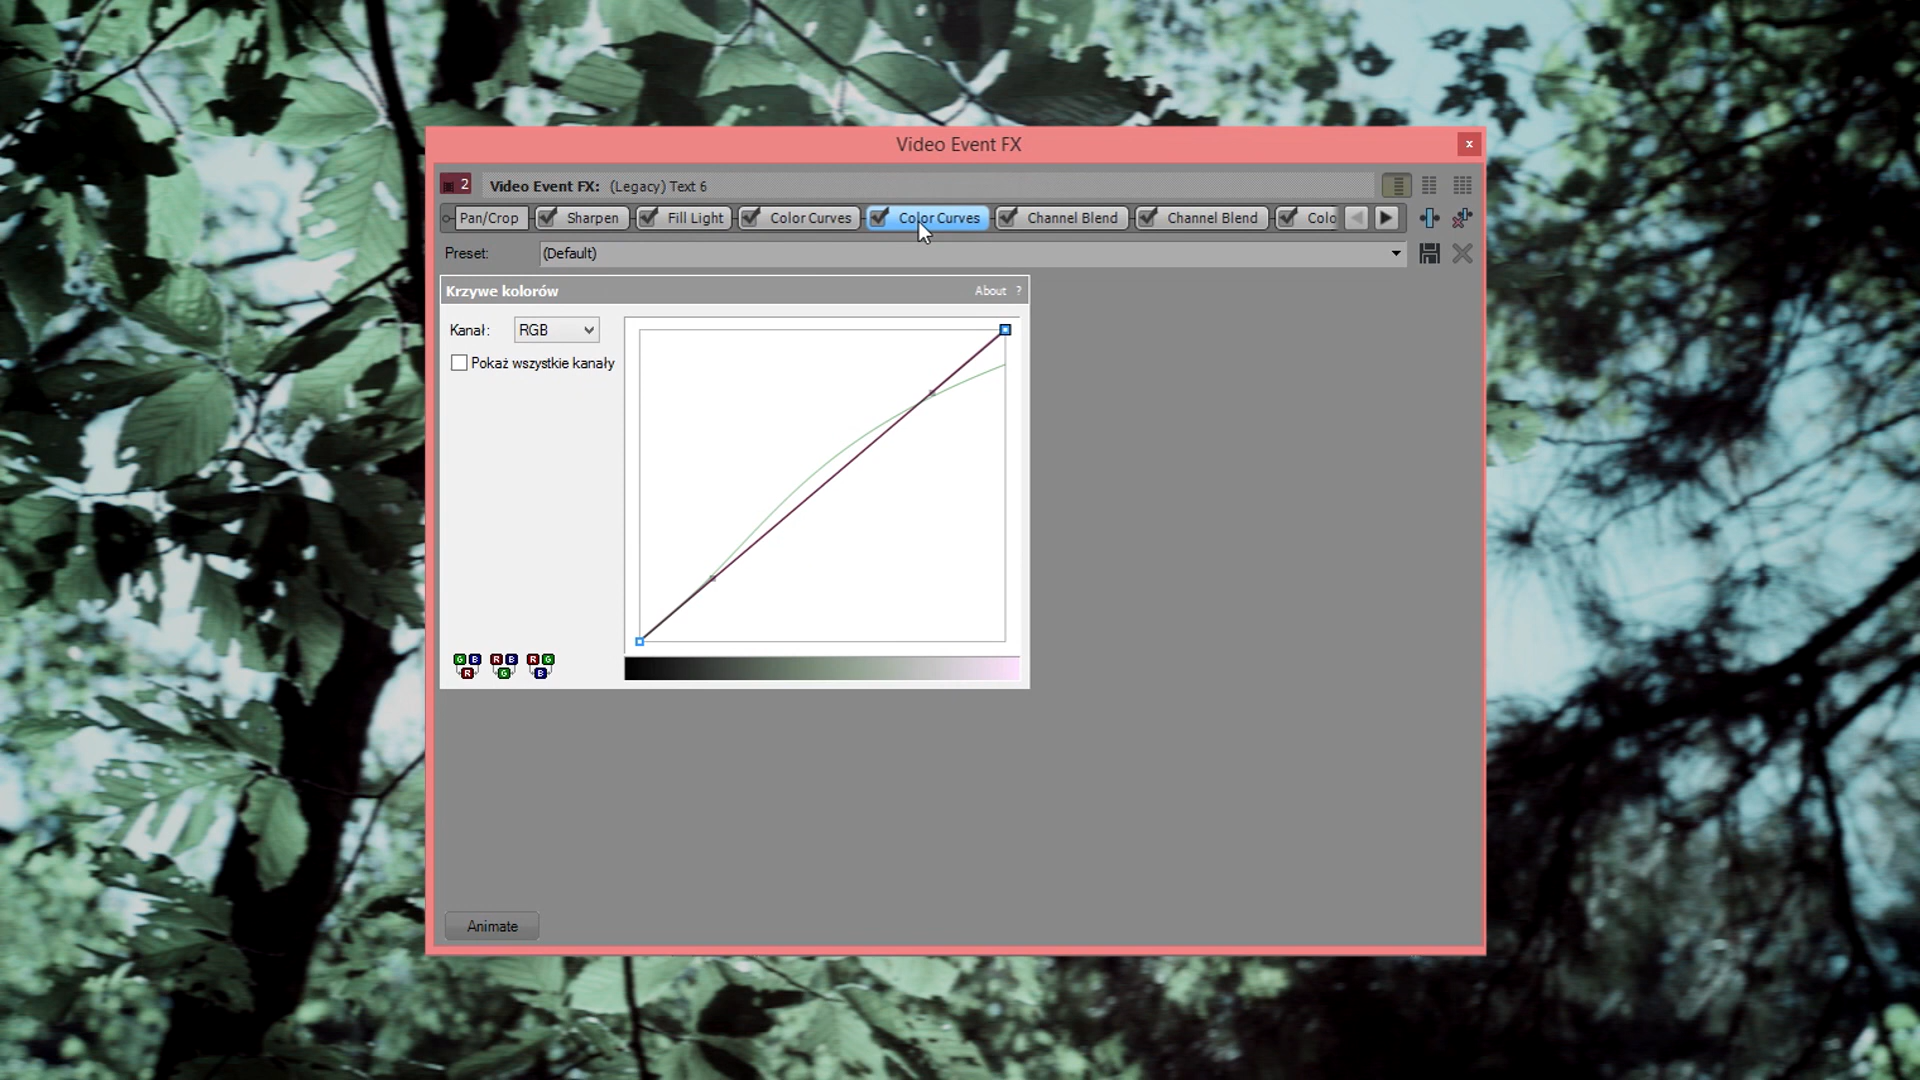 Video Event FX
x
2 Video Event FX: (Legacy) Text 6
Pan/Crop Sharpen Fill Light Color Curves Color Curves Channel Blend Channel Blend Colo
Preset: (Default)
Krzywe kolorów About ?
Kanał: RGB
Pokaż wszystkie kanały
G B R B R G
R G B
Animate